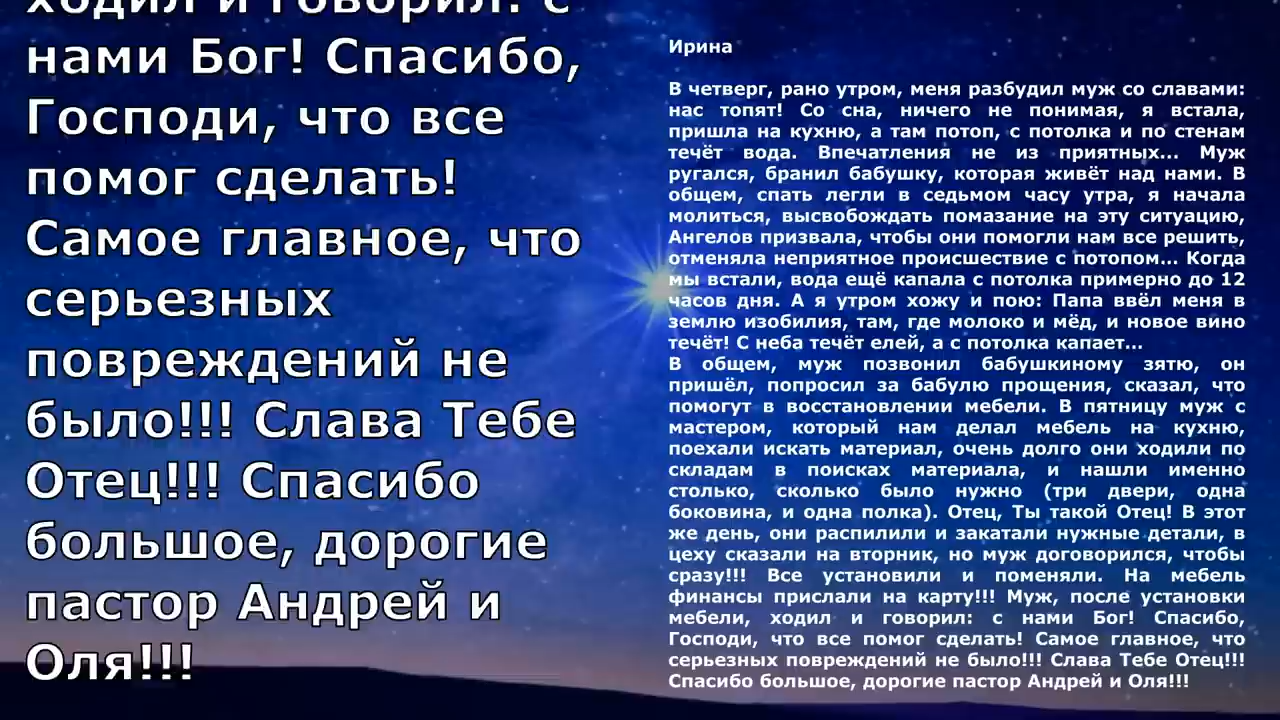 ходил и говорил: с
нами Бог! Спасибо,
Господи, что все
помог сделать!
Самое главное, что
серьезных
повреждений не
было!!! Слава Тебе
Отец!!! Спасибо
большое, дорогие
пастор Андрей и
Оля!!!
Ирина
В четверг, рано утром, меня разбудил муж со славами:
нас топят! Со сна, ничего не понимая, я встала,
пришла на кухню, а там потоп, с потолка и по стенам
течёт вода. Впечатления не из приятных... Муж
ругался, бранил бабушку, которая живёт над нами. В
общем, спать легли в седьмом часу утра, я начала
молиться, высвобождать помазание на эту ситуацию,
Ангелов призвала, чтобы они помогли нам все решить,
отменяла неприятное происшествие с потопом... Когда
мы встали, вода ещё капала с потолка примерно до 12
часов дня. А я утром хожу и пою: Папа ввёл меня в
землю изобилия, там, где молоко и мёд, и новое вино
течёт! С неба течёт елей, а с потолка капает...
В общем, муж позвонил бабушкиному зятю, он
пришёл, попросил за бабулю прощения, сказал, что
помогут в восстановлении мебели. В пятницу муж с
мастером, который нам делал мебель на кухню,
поехали искать материал, очень долго они ходили по
складам в поисках материала, и нашли именно
столько, сколько было нужно (три двери, одна
боковина, и одна полка). Отец, Ты такой Отец! В этот
же день, они распилили и закатали нужные детали, в
цеху сказали на вторник, но муж договорился, чтобы
сразу!!! Все установили и поменяли. На мебель
финансы прислали на карту!!! Муж, после установки
мебели, ходил и говорил: с нами Бог! Спасибо,
Господи, что все помог сделать! Самое главное, что
серьезных повреждений не было!!! Слава Тебе Отец!!!
Спасибо большое, дорогие пастор Андрей и Оля!!!